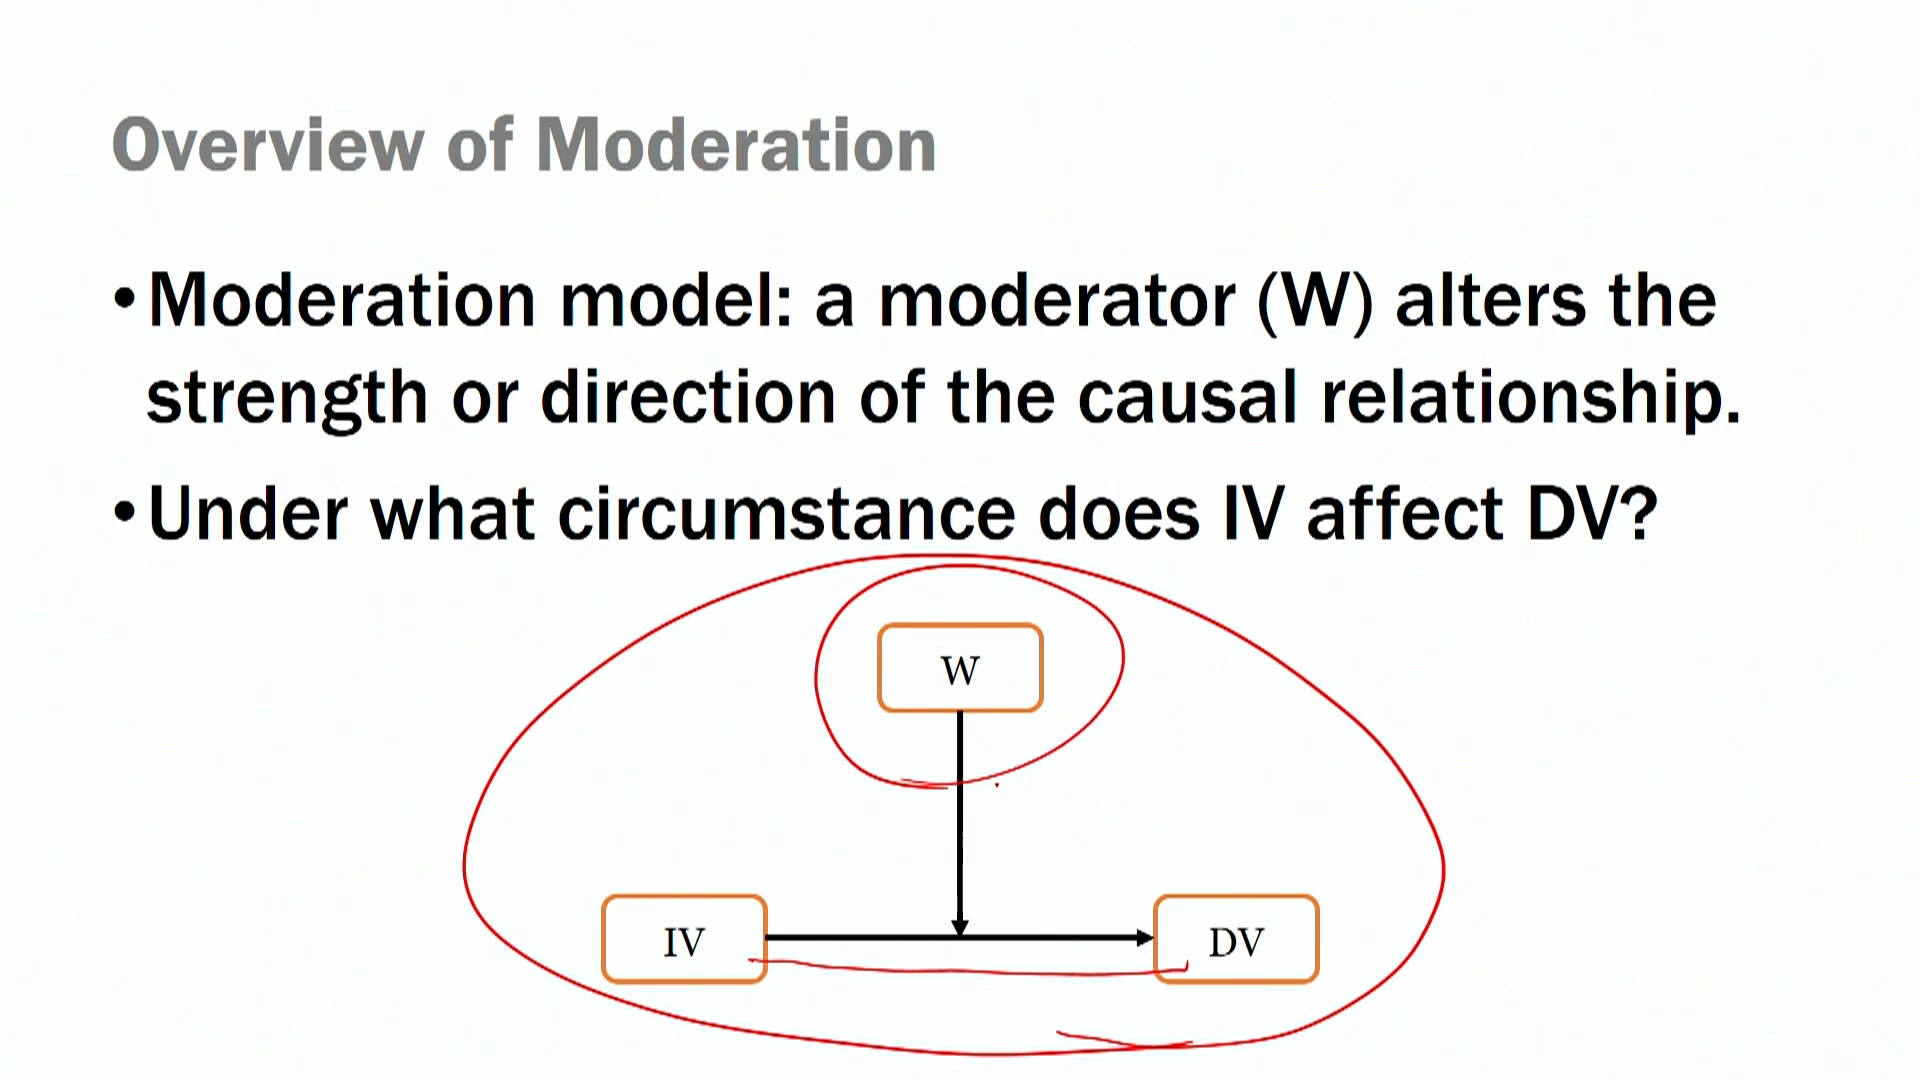 Overview of Moderation
•Moderation model: a moderator (W) alters the
strength or direction of the causal relationship.
•Under what circumstance does IV affect DV?
W
IV
DV